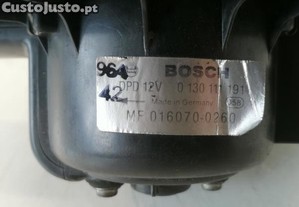 CustoJusto.pt
964 BOSCH
42 DPD 12V 0 130 111 191
Made in Germany
MF 016070-0260